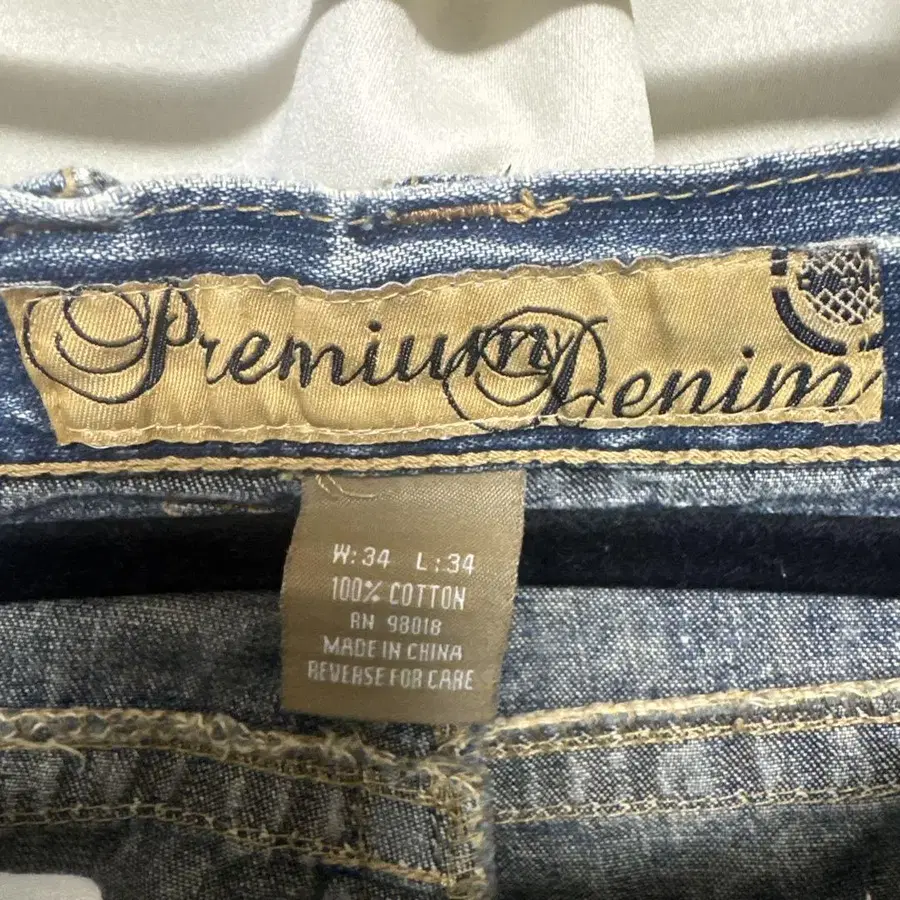 Premium Denim
W:34 L:34
100% COTTON
RN 98018
MADE IN CHINA
REVERSE FOR CARE